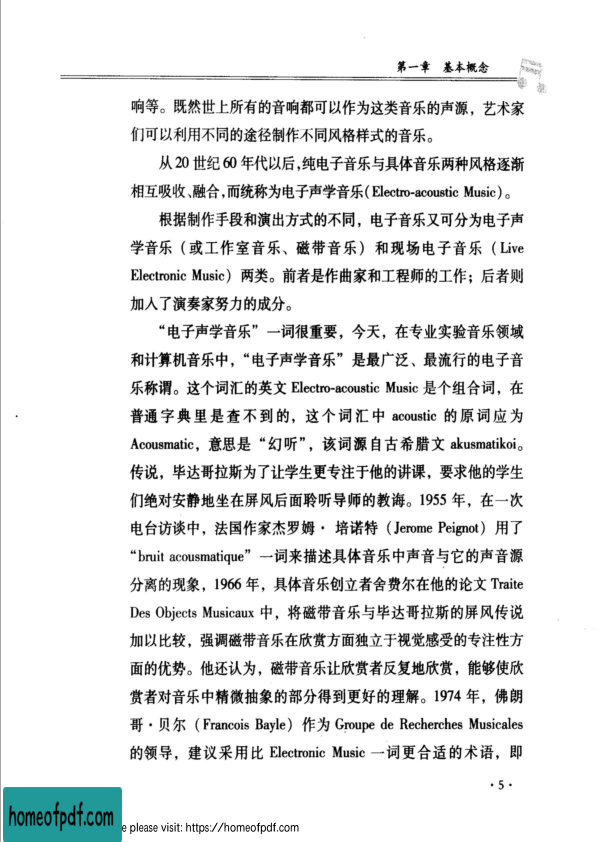 第一章 基本概念
响等。既然世上所有的音响都可以作为这类音乐的声源，艺术家
们可以利用不同的途径制作不同风格样式的音乐。
从20世纪60年代以后,纯电子音乐与具体音乐两种风格逐渐
相互吸收、融合,而统称为电子声学音乐(Electro-acoustic Music)。
根据制作手段和演出方式的不同，电子音乐又可分为电子声
学音乐（或工作室音乐、磁带音乐）和现场电子音乐（Live
Electronic Music）两类。前者是作曲家和工程师的工作；后者则
加入了演奏家努力的成分。
“电子声学音乐”一词很重要，今天，在专业实验音乐领域
和计算机音乐中，“电子声学音乐”是最广泛、最流行的电子音
乐称谓。这个词汇的英文 Electro-acoustic Music 是个组合词，在
普通字典里是查不到的，这个词汇中 acoustic 的原词应为
Acousmatic，意思是“幻听”，该词源自古希腊文 akusmatikoi。
传说，毕达哥拉斯为了让学生更专注于他的讲课，要求他的学生
们绝对安静地坐在屏风后面聆听导师的教诲。1955 年，在一次
电台访谈中，法国作家杰罗姆·培诺特（Jerome Peignot）用了
“bruit acousmatique”一词来描述具体音乐中声音与它的声音源
分离的现象，1966 年，具体音乐创立者舍费尔在他的论文 Traite
Des Objects Musicaux 中，将磁带音乐与毕达哥拉斯的屏风传说
加以比较，强调磁带音乐在欣赏方面独立于视觉感受的专注性方
面的优势。他还认为，磁带音乐让欣赏者反复地欣赏，能够使欣
赏者对音乐中精微抽象的部分得到更好的理解。1974 年，佛朗
哥·贝尔（Francois Bayle）作为 Groupe de Recherches Musicales
的领导，建议采用比 Electronic Music 一词更合适的术语，即
·5·
homeofpdf.com
e please visit: https://homeofpdf.com